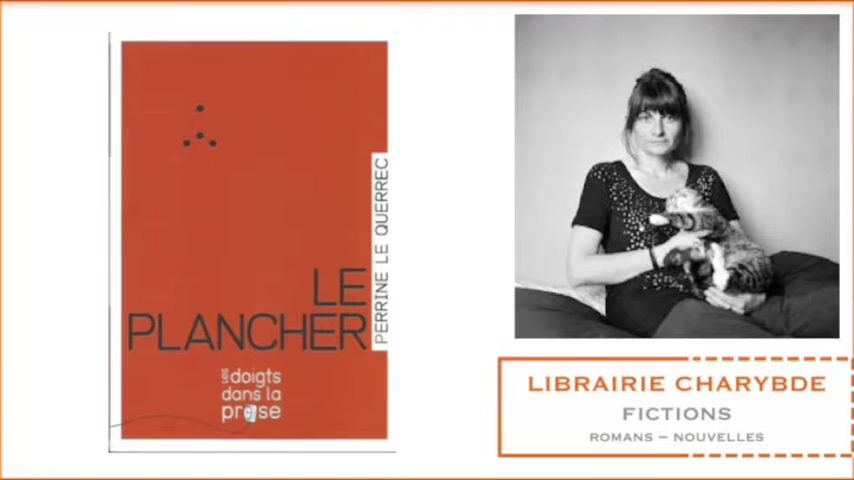 PERRINE LE QUERREC
LE
PLANCHER
les doigts
dans la
prose
LIBRAIRIE CHARYBDE
FICTIONS
ROMANS – NOUVELLES